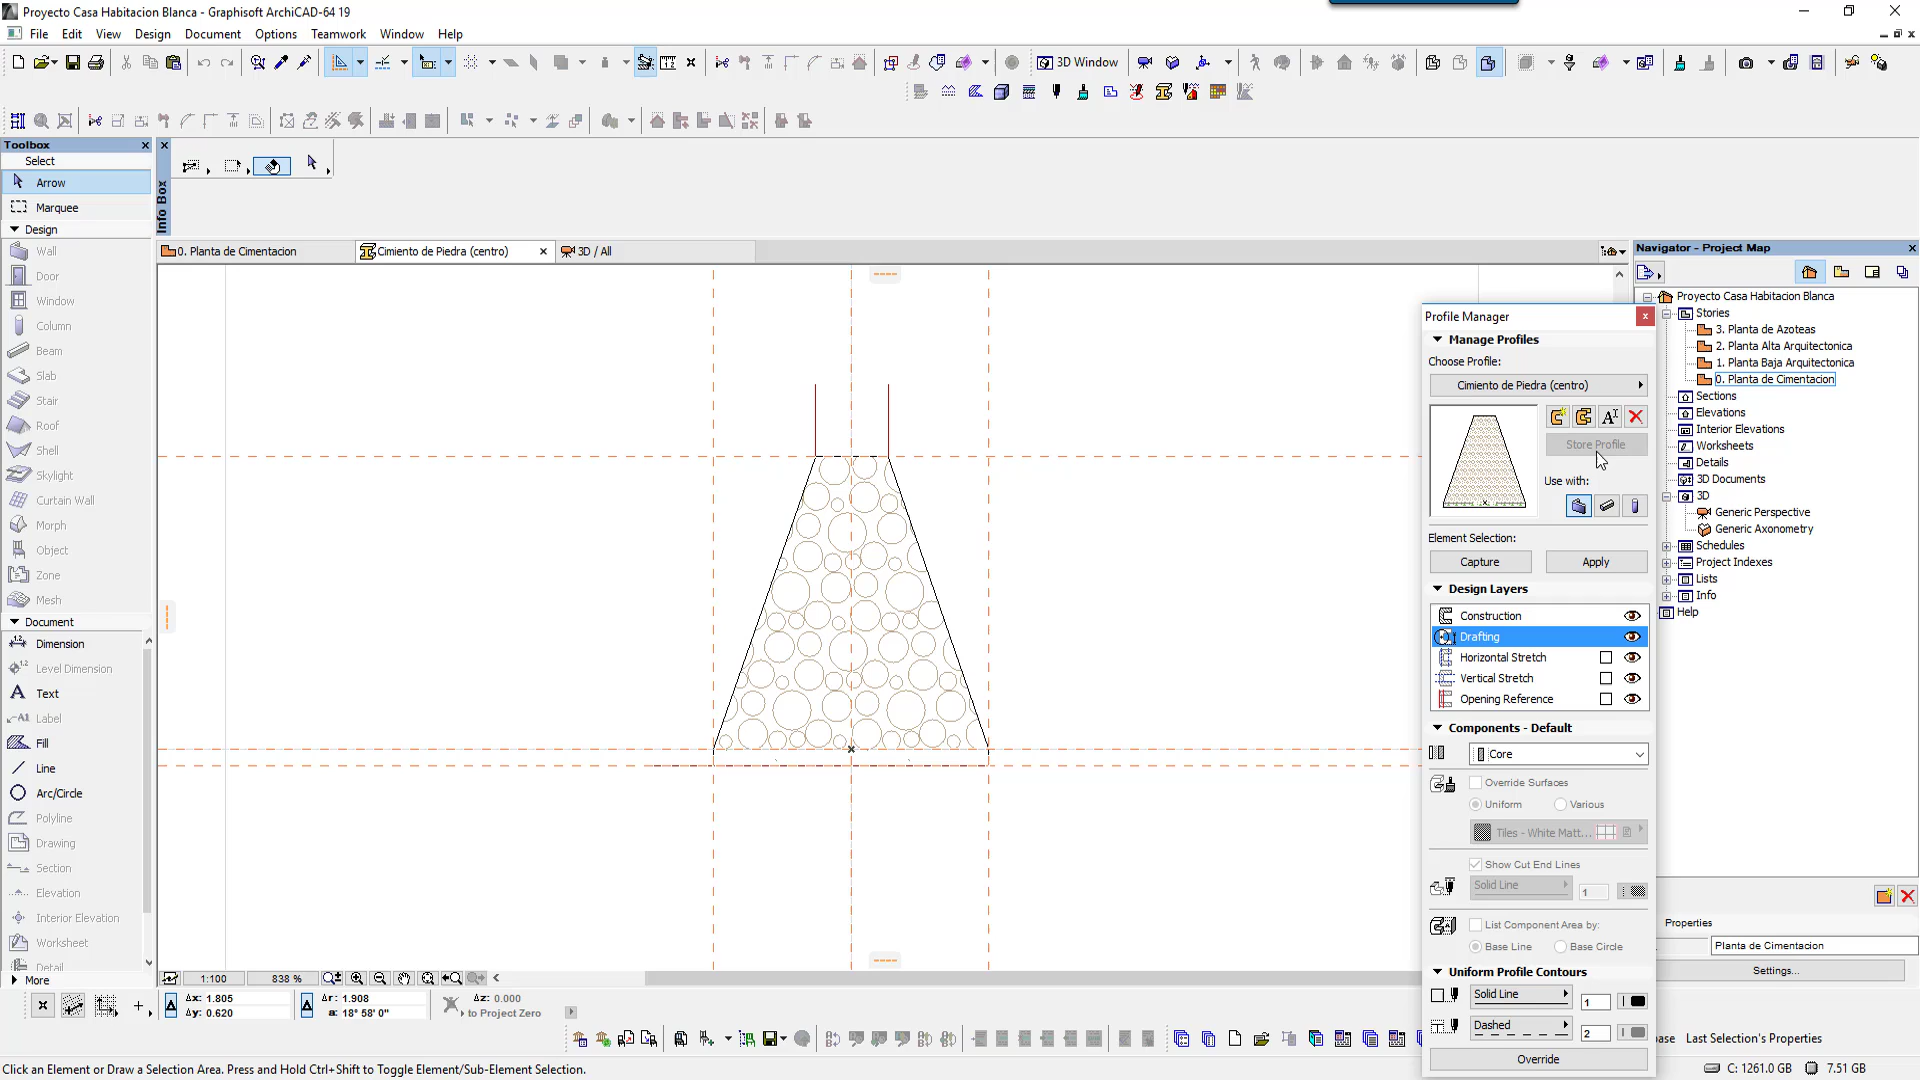 Proyecto Casa Habitacion Blanca - Graphisoft ArchiCAD-64 19
File Edit View Design Document Options Teamwork Window Help
3D Window
Toolbox
Select
Arrow
Marquee
Design
Wall
Door
Window
Column
Beam
Slab
Stair
Roof
Shell
Skylight
Curtain Wall
Morph
Object
Zone
Mesh
Document
Dimension
Level Dimension
Text
Label
Fill
Line
Arc/Circle
Polyline
Drawing
Section
Elevation
Interior Elevation
Worksheet
Detail
More
Info Box
0. Planta de Cimentacion
Cimiento de Piedra (centro)
3D / All
Profile Manager
Manage Profiles
Choose Profile:
Cimiento de Piedra (centro)
Store Profile
Use with:
Element Selection:
Capture Apply
Design Layers
Construction
Drafting
Horizontal Stretch
Vertical Stretch
Opening Reference
Components - Default
Core
Override Surfaces
Uniform Various
Tiles - White Matt...
Show Cut End Lines
Solid Line 1
List Component Area by:
Base Line Base Circle
Uniform Profile Contours
Solid Line 1
Dashed 2
Override
Navigator - Project Map
Proyecto Casa Habitacion Blanca
Stories
3. Planta de Azoteas
2. Planta Alta Arquitectonica
1. Planta Baja Arquitectonica
0. Planta de Cimentacion
Sections
Elevations
Interior Elevations
Worksheets
Details
3D Documents
3D
Generic Perspective
Generic Axonometry
Schedules
Project Indexes
Lists
Info
Help
Properties
Planta de Cimentacion
Settings...
1:100 838 %
Δx: 1.805
Δy: 0.620
Δr: 1.908
a: 18° 58' 0"
Δz: 0.000
to Project Zero
Last Selection's Properties
Click an Element or Draw a Selection Area. Press and Hold Ctrl+Shift to Toggle Element/Sub-Element Selection.
C: 1261.0 GB 7.51 GB